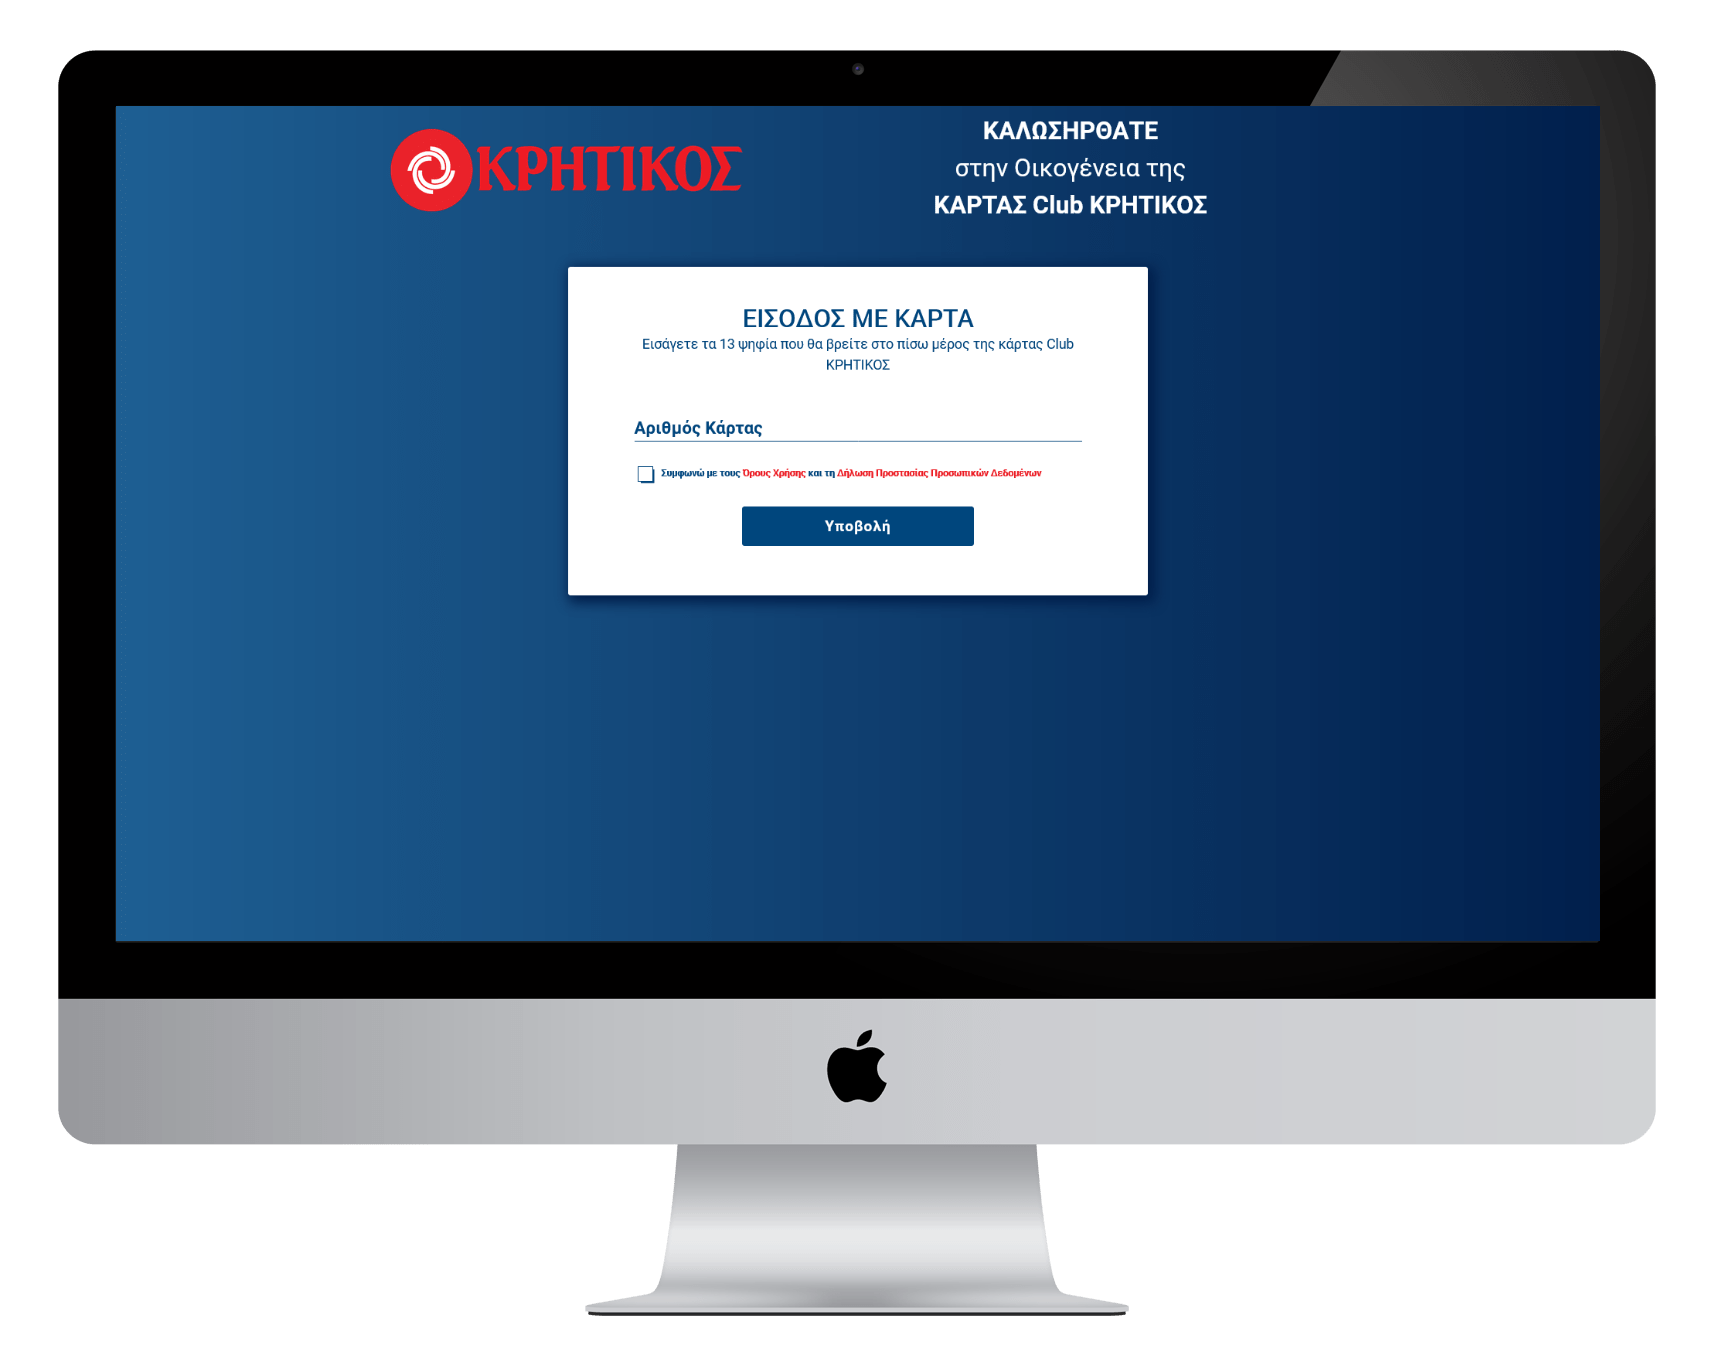 ΚΡΗΤΙΚΟΣ
ΚΑΛΩΣΗΡΘΑΤΕ
στην Οικογένεια της
ΚΑΡΤΑΣ Club ΚΡΗΤΙΚΟΣ
ΕΙΣΟΔΟΣ ΜΕ ΚΑΡΤΑ
Εισάγετε τα 13 ψηφία που θα βρείτε στο πίσω μέρος της κάρτας Club
ΚΡΗΤΙΚΟΣ
Αριθμός Κάρτας
Συμφωνώ με τους Όρους Χρήσης και τη Δήλωση Προστασίας Προσωπικών Δεδομένων
Υποβολή